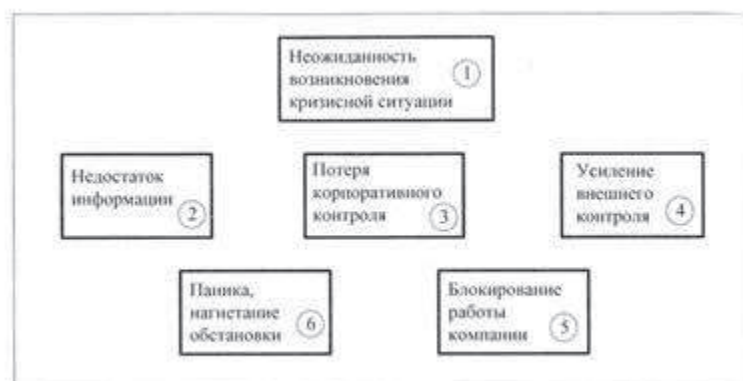 Неожиданность
возникновения
кризисной ситуации
1
Недостаток
информации
2
Потеря
корпоративного
контроля
3
Усиление
внешнего
контроля
4
Паника,
нагнетание
обстановки
6
Блокирование
работы
компании
5